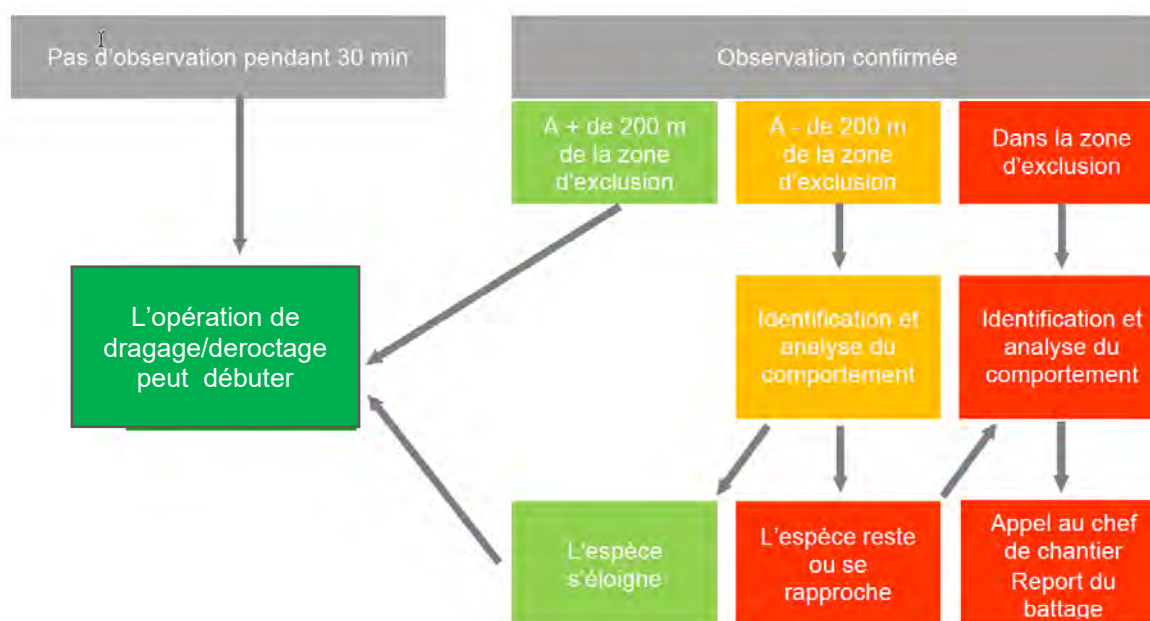 Pas d'observation pendant 30 min
Observation confirmée
A + de 200 m
de la zone
d'exclusion
A - de 200 m
de la zone
d'exclusion
Dans la zone
d'exclusion
L'opération de
dragage/deroctage
peut débuter
Identification et
analyse du
comportement
Identification et
analyse du
comportement
L'espèce
s'éloigne
L'espèce reste
ou se
rapproche
Appel au chef
de chantier
Report du
battage